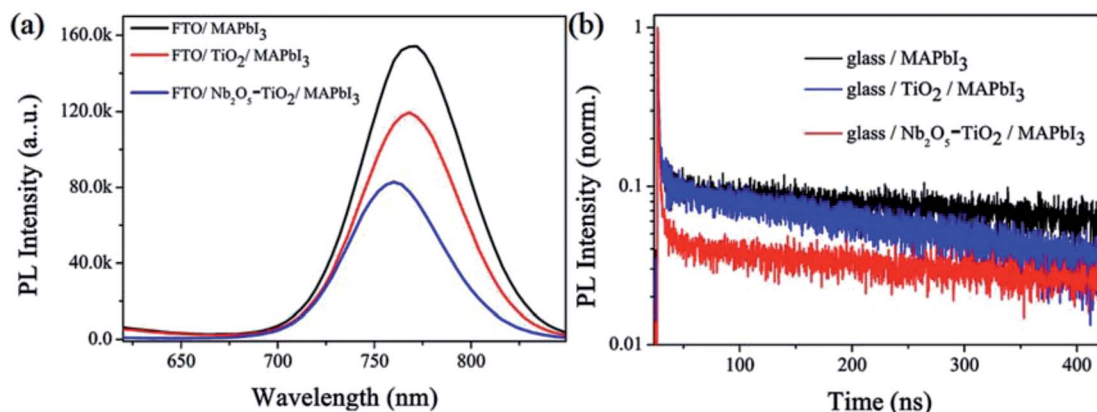 (a)
FTO/ MAPbI₃
FTO/ TiO₂/ MAPbI₃
FTO/ Nb₂O₅-TiO₂/ MAPbI₃
PL Intensity (a..u.)
160.0k
120.0k
80.0k
40.0k
0.0
650
700
750
800
Wavelength (nm)
(b)
glass / MAPbI₃
glass / TiO₂ / MAPbI₃
glass / Nb₂O₅-TiO₂ / MAPbI₃
PL Intensity (norm.)
1
0.1
0.01
100
200
300
400
Time (ns)